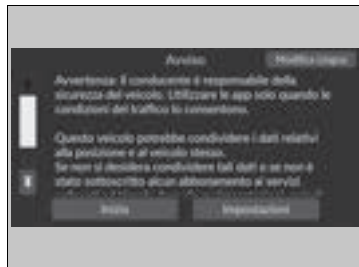 Avviso
Modifica Lingua
Avvertenza: Il conducente è responsabile della
sicurezza del veicolo. Utilizzare le app solo quando le
condizioni del traffico lo consentono.
Questo veicolo potrebbe condividere i dati relativi
alla posizione e al veicolo stesso.
Se non si desidera condividere tali dati o se non è
stato sottoscritto alcun abbonamento ai servizi
Inizio
Impostazioni